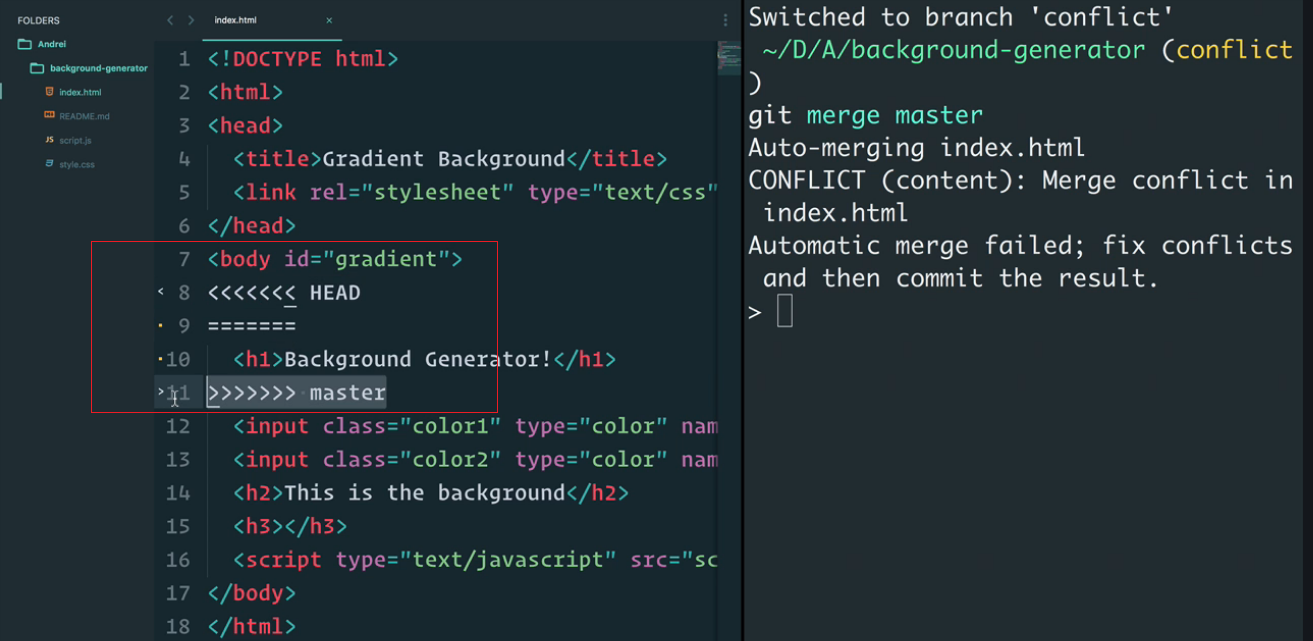 FOLDERS
Andrei
background-generator
index.html
README.md
script.js
style.css
index.html ×
1 <!DOCTYPE html>
2 <html>
3 <head>
4 <title>Gradient Background</title>
5 <link rel="stylesheet" type="text/css"
6 </head>
7 <body id="gradient">
8 <<<<<<< HEAD
9 =======
10 <h1>Background Generator!</h1>
11 >>>>>>> master
12 <input class="color1" type="color" nam
13 <input class="color2" type="color" nam
14 <h2>This is the background</h2>
15 <h3></h3>
16 <script type="text/javascript" src="sc
17 </body>
18 </html>
Switched to branch 'conflict'
~/D/A/background-generator (conflict
)
git merge master
Auto-merging index.html
CONFLICT (content): Merge conflict in
index.html
Automatic merge failed; fix conflicts
and then commit the result.
>